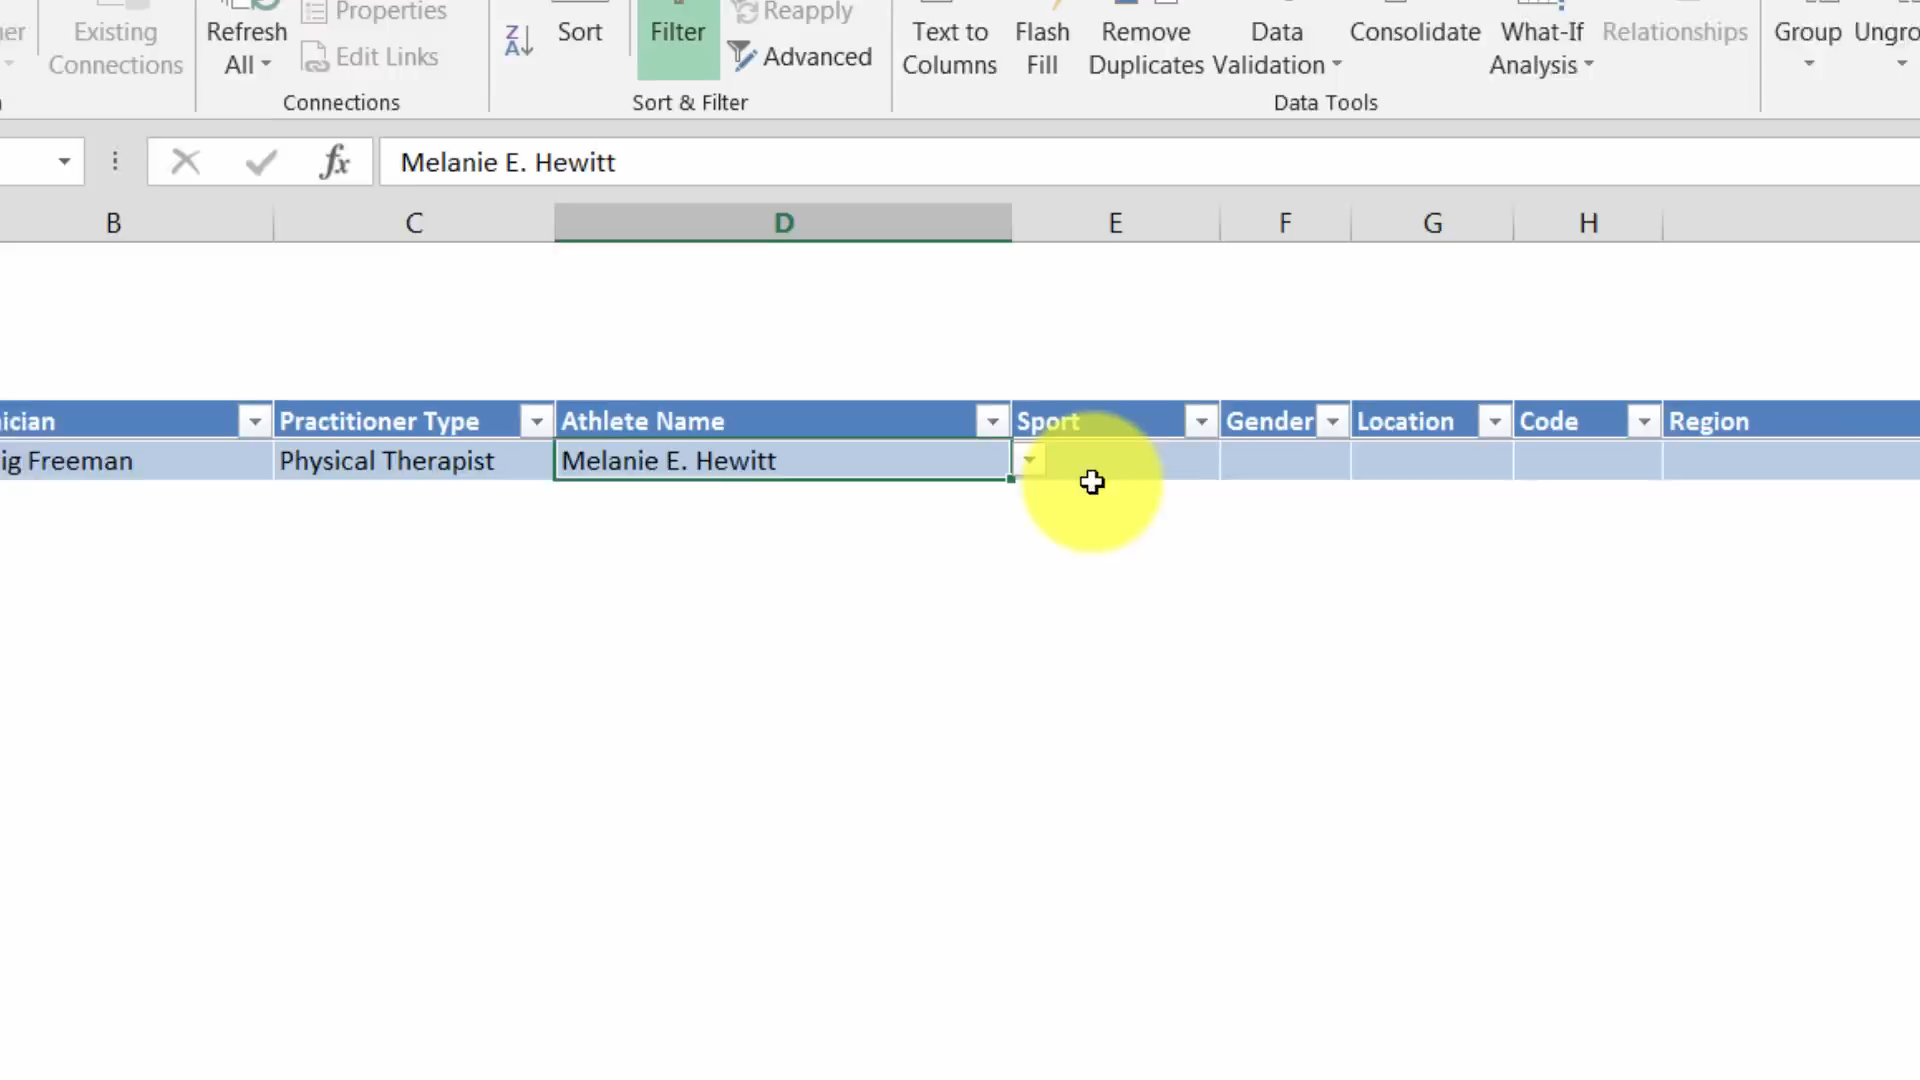 Existing Connections
Refresh All
Properties
Edit Links
Connections
Z A
Sort
Filter
Reapply
Advanced
Sort & Filter
Text to Columns
Flash Fill
Remove Duplicates
Data Validation
Consolidate
What-If Analysis
Relationships
Group
Data Tools
fx
Melanie E. Hewitt
B C D E F G H
Practitioner Type Athlete Name Sport Gender Location Code Region
Freeman Physical Therapist Melanie E. Hewitt